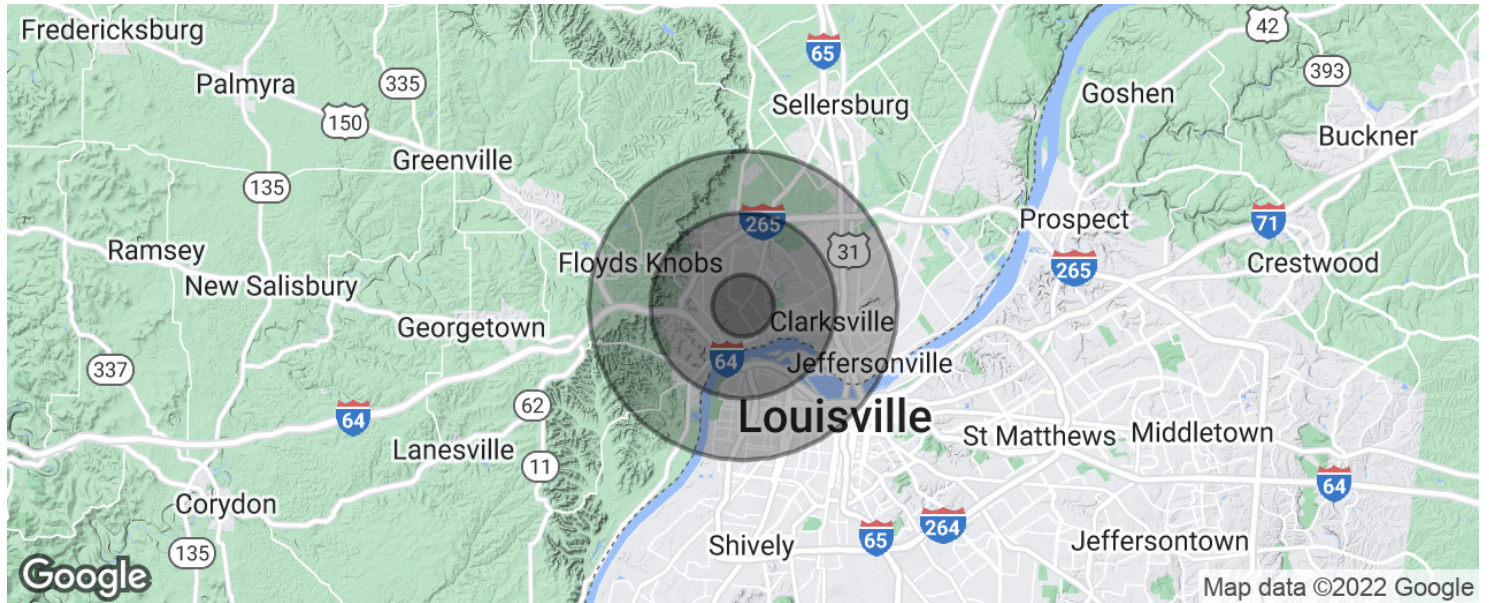 Fredericksburg
42
65
335
393
Palmyra
Sellersburg
Goshen
150
Buckner
Greenville
135
265
Prospect
71
Ramsey
31
Floyds Knobs
265
Crestwood
New Salisbury
Georgetown
Clarksville
64
Jeffersonville
337
62
64
Louisville
Lanesville
St Matthews
Middletown
11
64
Corydon
65
264
Shively
Jeffersontown
135
Google
Map data ©2022 Google